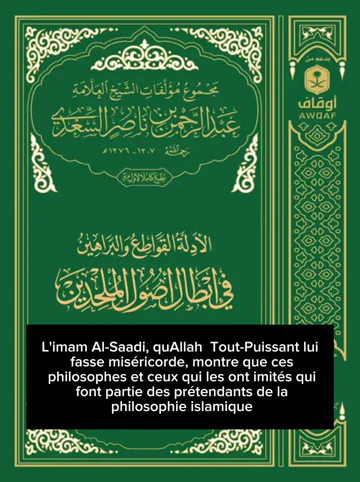 بدعم من
أوقاف
AWQAF
مجموع مؤلفات الشيخ العلامة
عبد الرحمن بن ناصر السعدي
رحمه الله
١٣٠٧ - ١٣٧٦ هـ
الأدلة القواطع والبراهين
في إبطال أصول الملحدين
L'imam Al-Saadi, quAllah Tout-Puissant lui
fasse miséricorde, montre que ces
philosophes et ceux qui les ont imités qui
font partie des prétendants de la
philosophie islamique